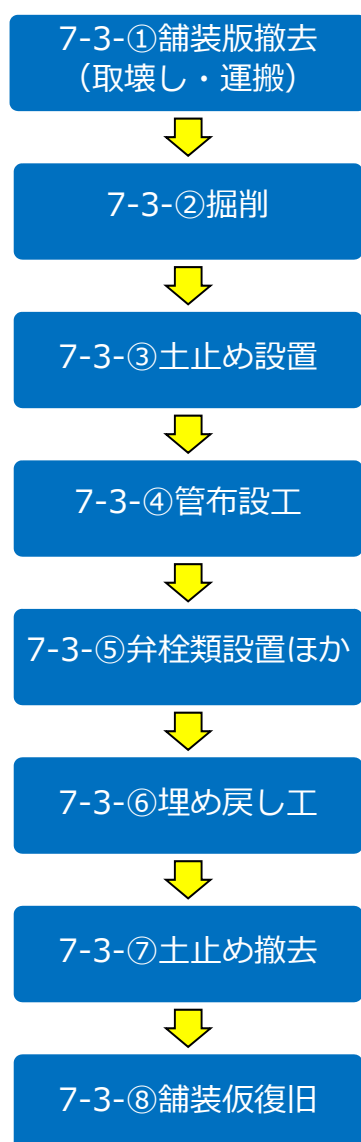 7-3-①舗装版撤去
（取壊し・運搬）
7-3-②掘削
7-3-③土止め設置
7-3-④管布設工
7-3-⑤弁栓類設置ほか
7-3-⑥埋め戻し工
7-3-⑦土止め撤去
7-3-⑧舗装仮復旧